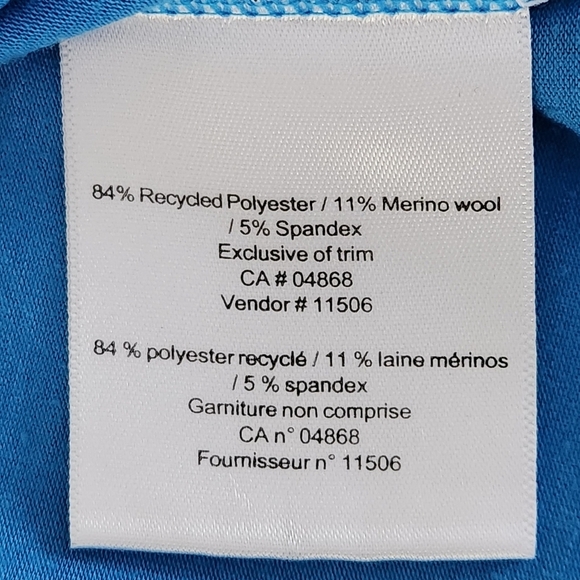 84% Recycled Polyester / 11% Merino wool
/ 5% Spandex
Exclusive of trim
CA # 04868
Vendor # 11506
84 % polyester recyclé / 11 % laine mérinos
/ 5 % spandex
Garniture non comprise
CA n° 04868
Fournisseur n° 11506